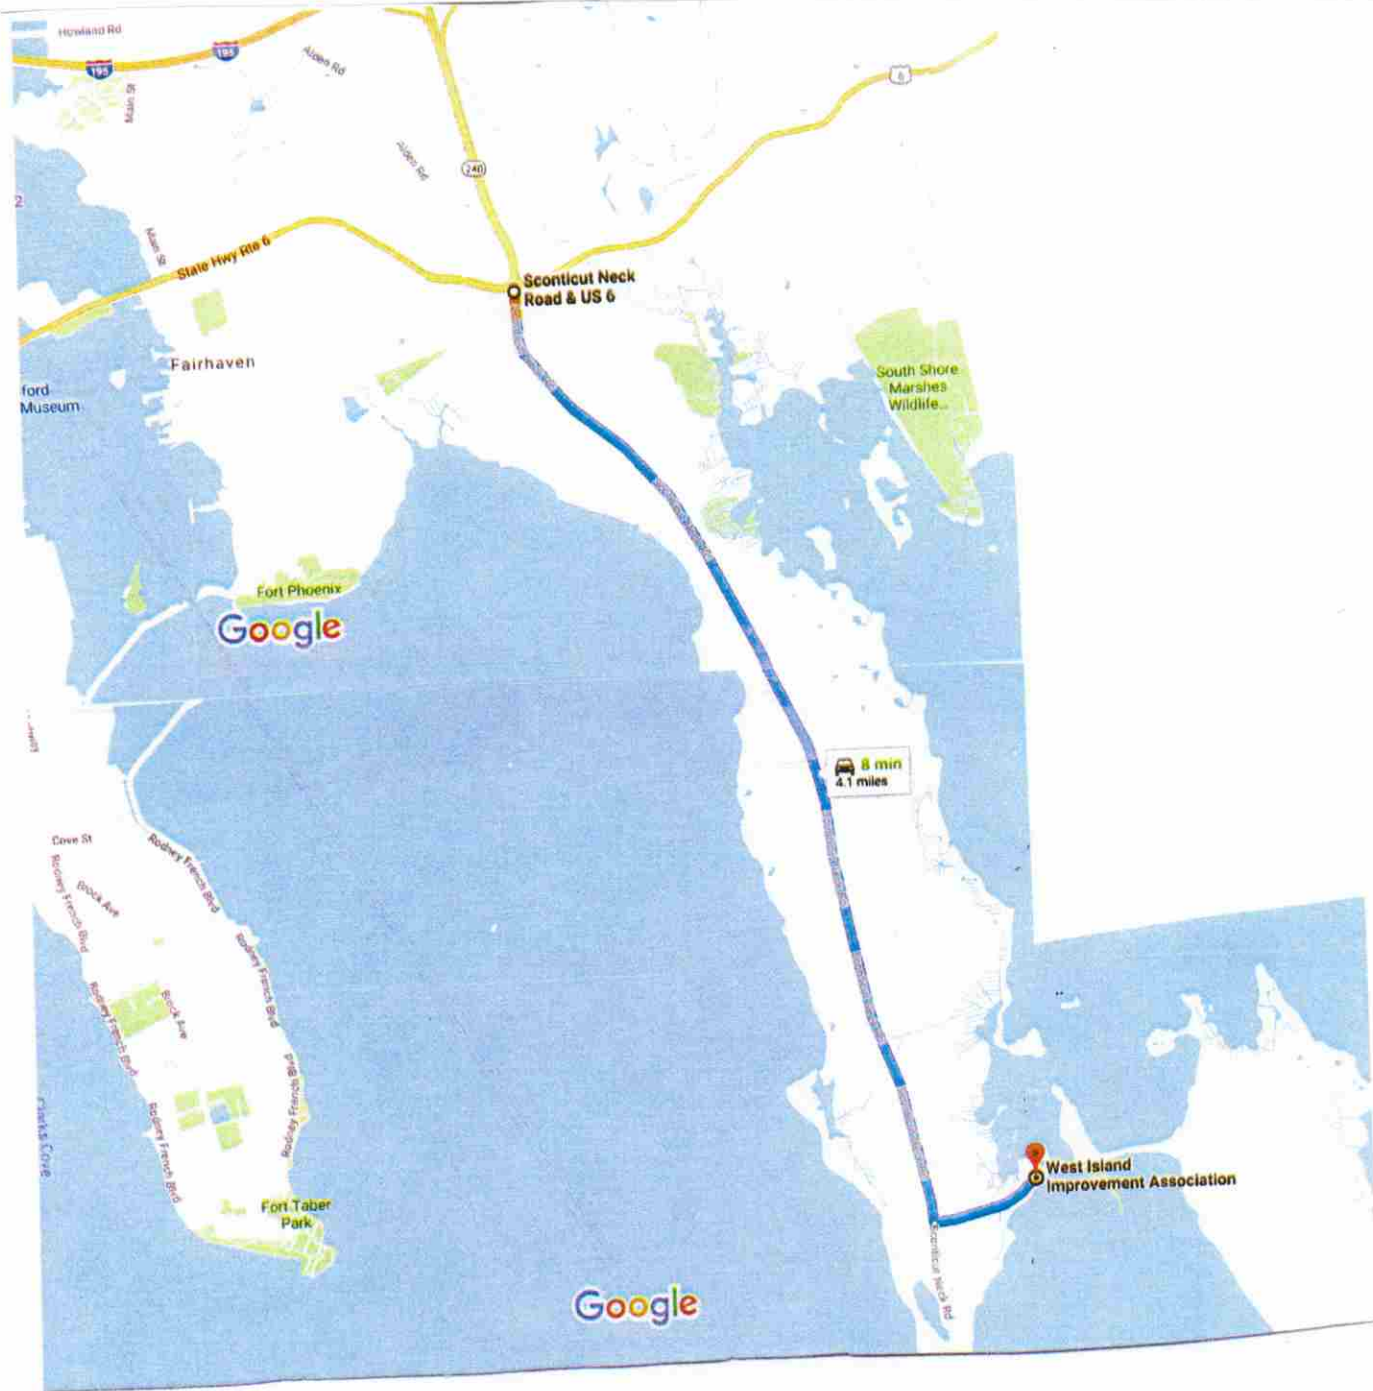 Howland Rd
195
195
Alden Rd
Main St
Alden Rd
240
6
2
Main St
State Hwy Rte 6
Sconticut Neck
Road & US 6
Fairhaven
ford
Museum
South Shore
Marshes
Wildlife...
Fort Phoenix
Google
8 min
4.1 miles
Cove St
Rodney French Blvd
Rodney French Blvd
Brock Ave
Rodney French Blvd
Rodney French Blvd
Brock Ave
Rodney French Blvd
Rodney French Blvd
Clarks Cove
West Island
Improvement Association
Fort Taber
Park
Sconticut Neck Rd
Google